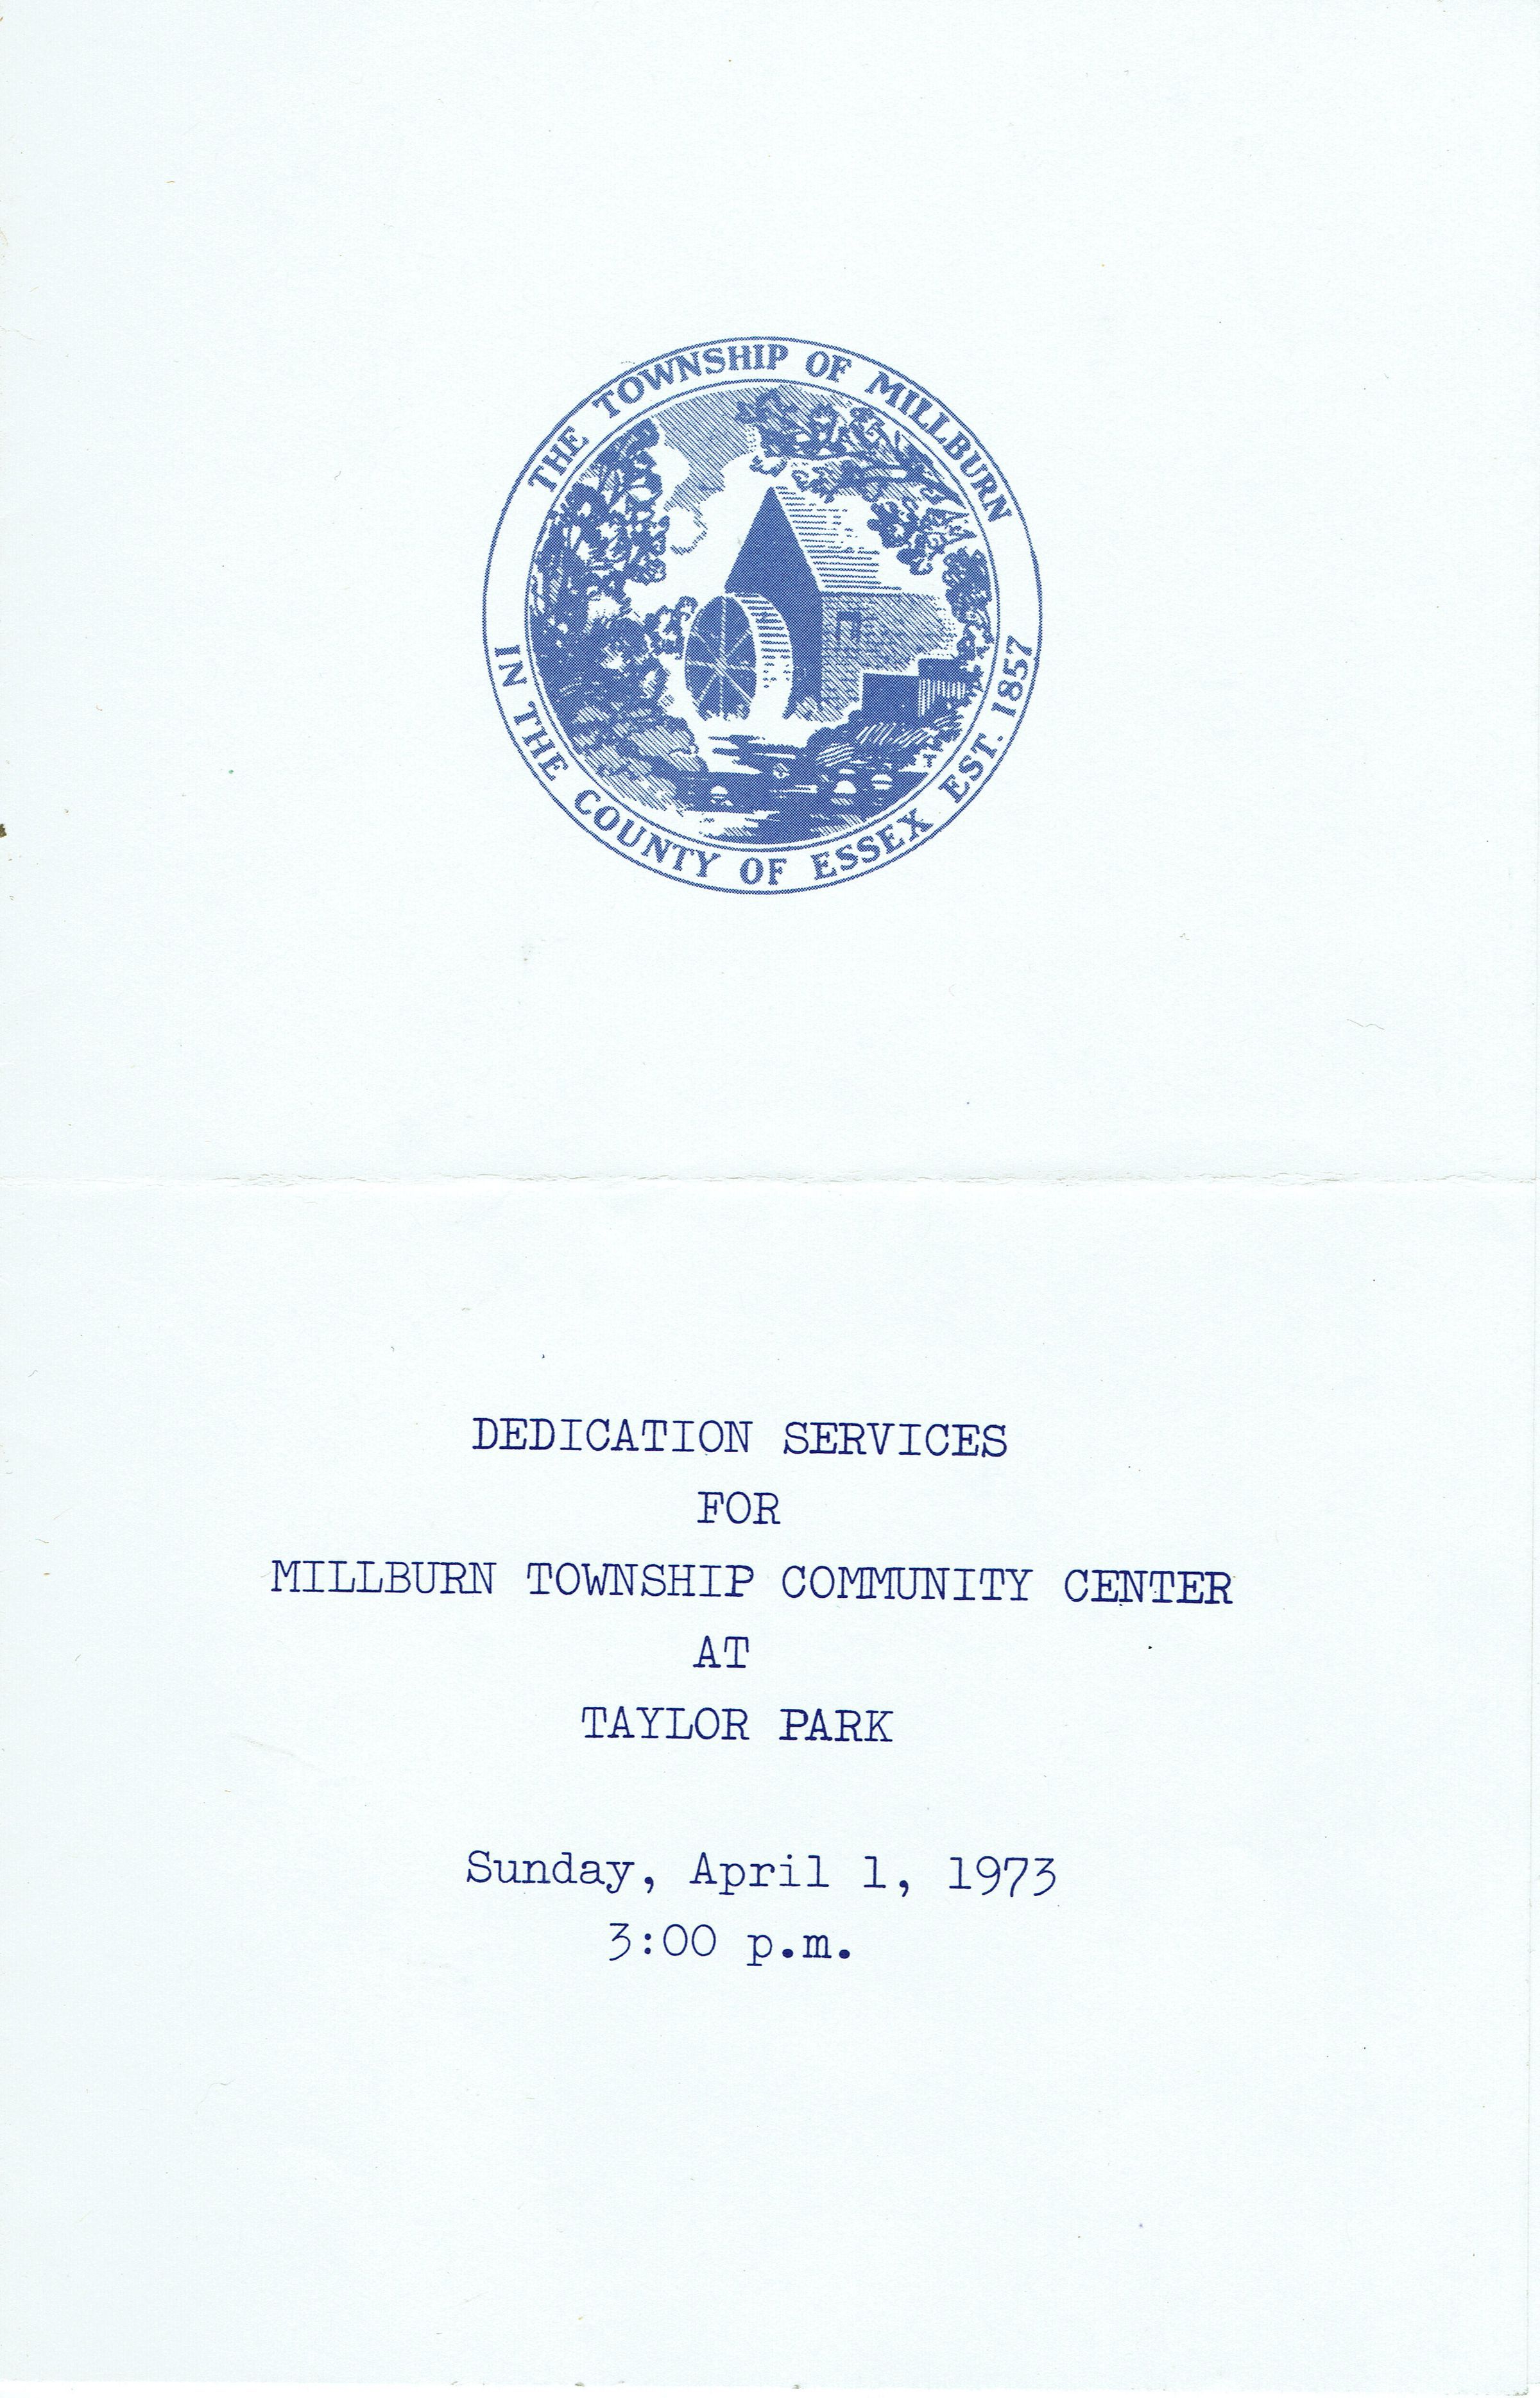 THE TOWNSHIP OF MILLBURN
IN THE COUNTY OF ESSEX EST. 1857
DEDICATION SERVICES
FOR
MILLBURN TOWNSHIP COMMUNITY CENTER
AT
TAYLOR PARK
Sunday, April 1, 1973
3:00 p.m.